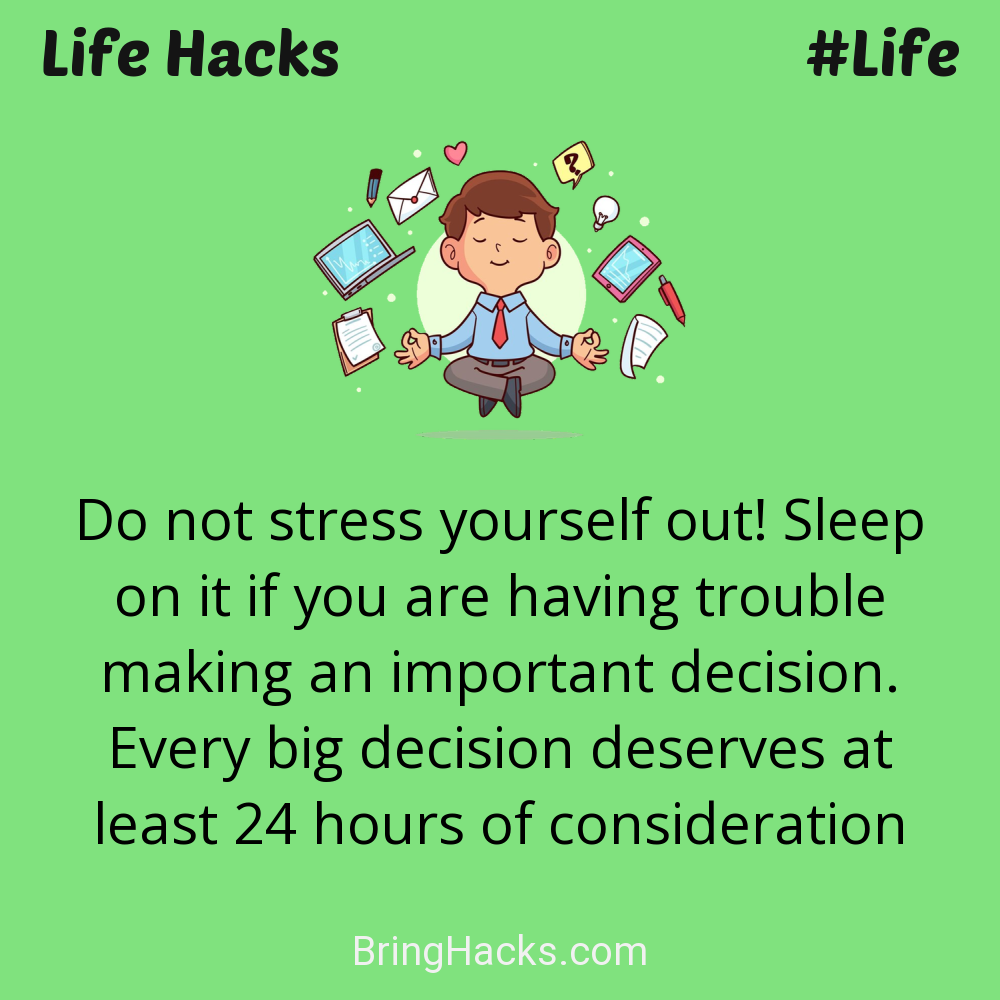 Life Hacks
#Life
?
Do not stress yourself out! Sleep
on it if you are having trouble
making an important decision.
Every big decision deserves at
least 24 hours of consideration
BringHacks.com